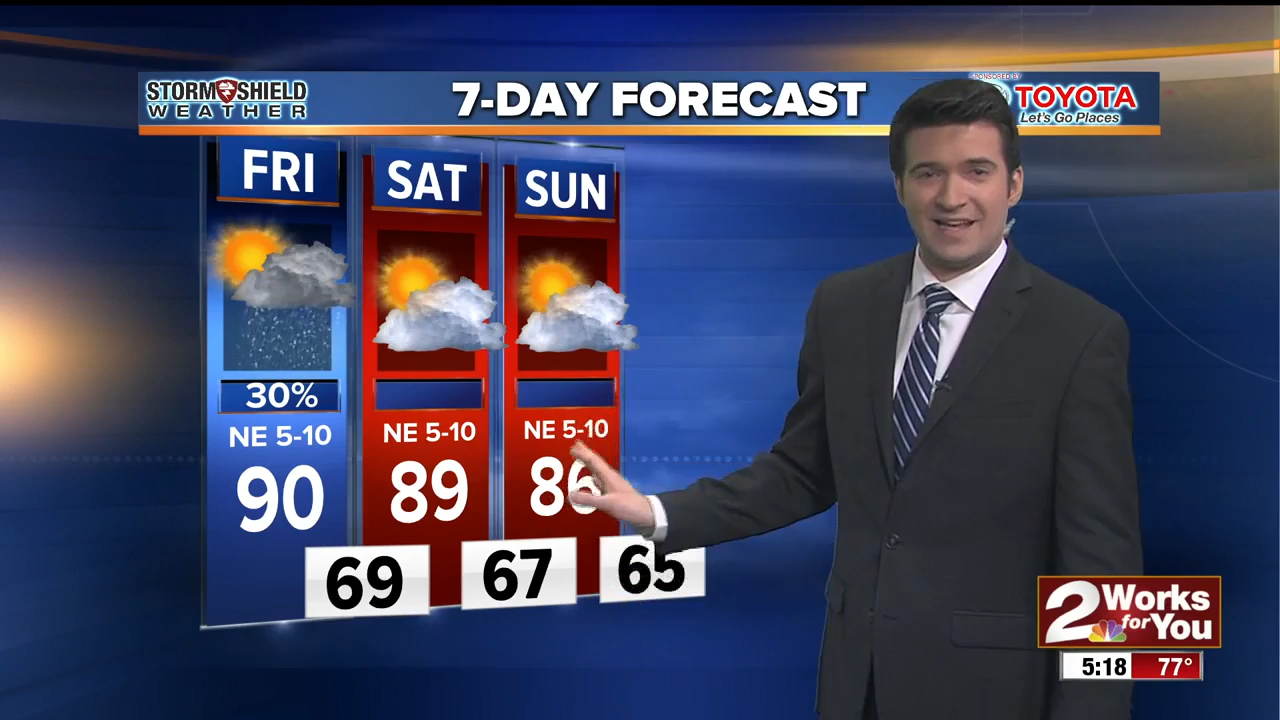 STORM SHIELD
WEATHER
7-DAY FORECAST
SPONSORED BY
TOYOTA
Let's Go Places
FRI
SAT
SUN
30%
NE 5-10
NE 5-10
NE 5-10
90
89
86
69
67
65
2 Works
for You
5:18
77°